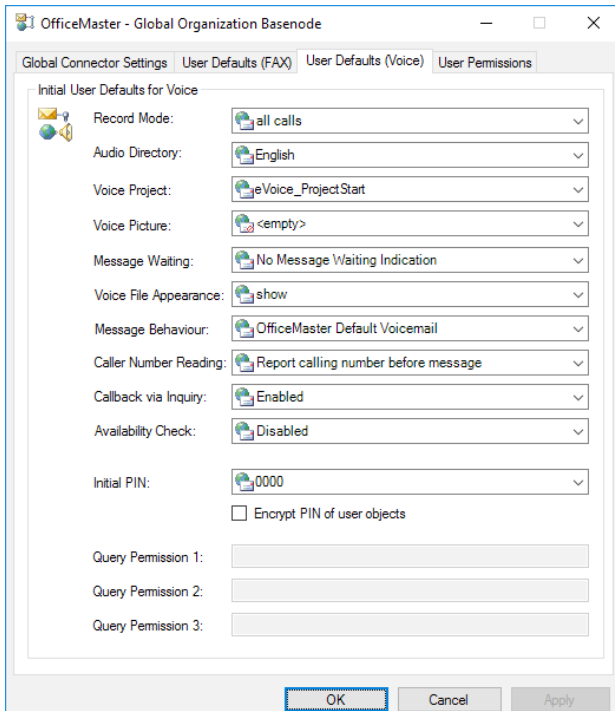 OfficeMaster - Global Organization Basenode
Global Connector Settings User Defaults (FAX) User Defaults (Voice) User Permissions
Initial User Defaults for Voice
Record Mode: all calls
Audio Directory: English
Voice Project: eVoice_ProjectStart
Voice Picture: <empty>
Message Waiting: No Message Waiting Indication
Voice File Appearance: show
Message Behaviour: OfficeMaster Default Voicemail
Caller Number Reading: Report calling number before message
Callback via Inquiry: Enabled
Availability Check: Disabled
Initial PIN: 0000
Encrypt PIN of user objects
Query Permission 1:
Query Permission 2:
Query Permission 3:
OK Cancel Apply